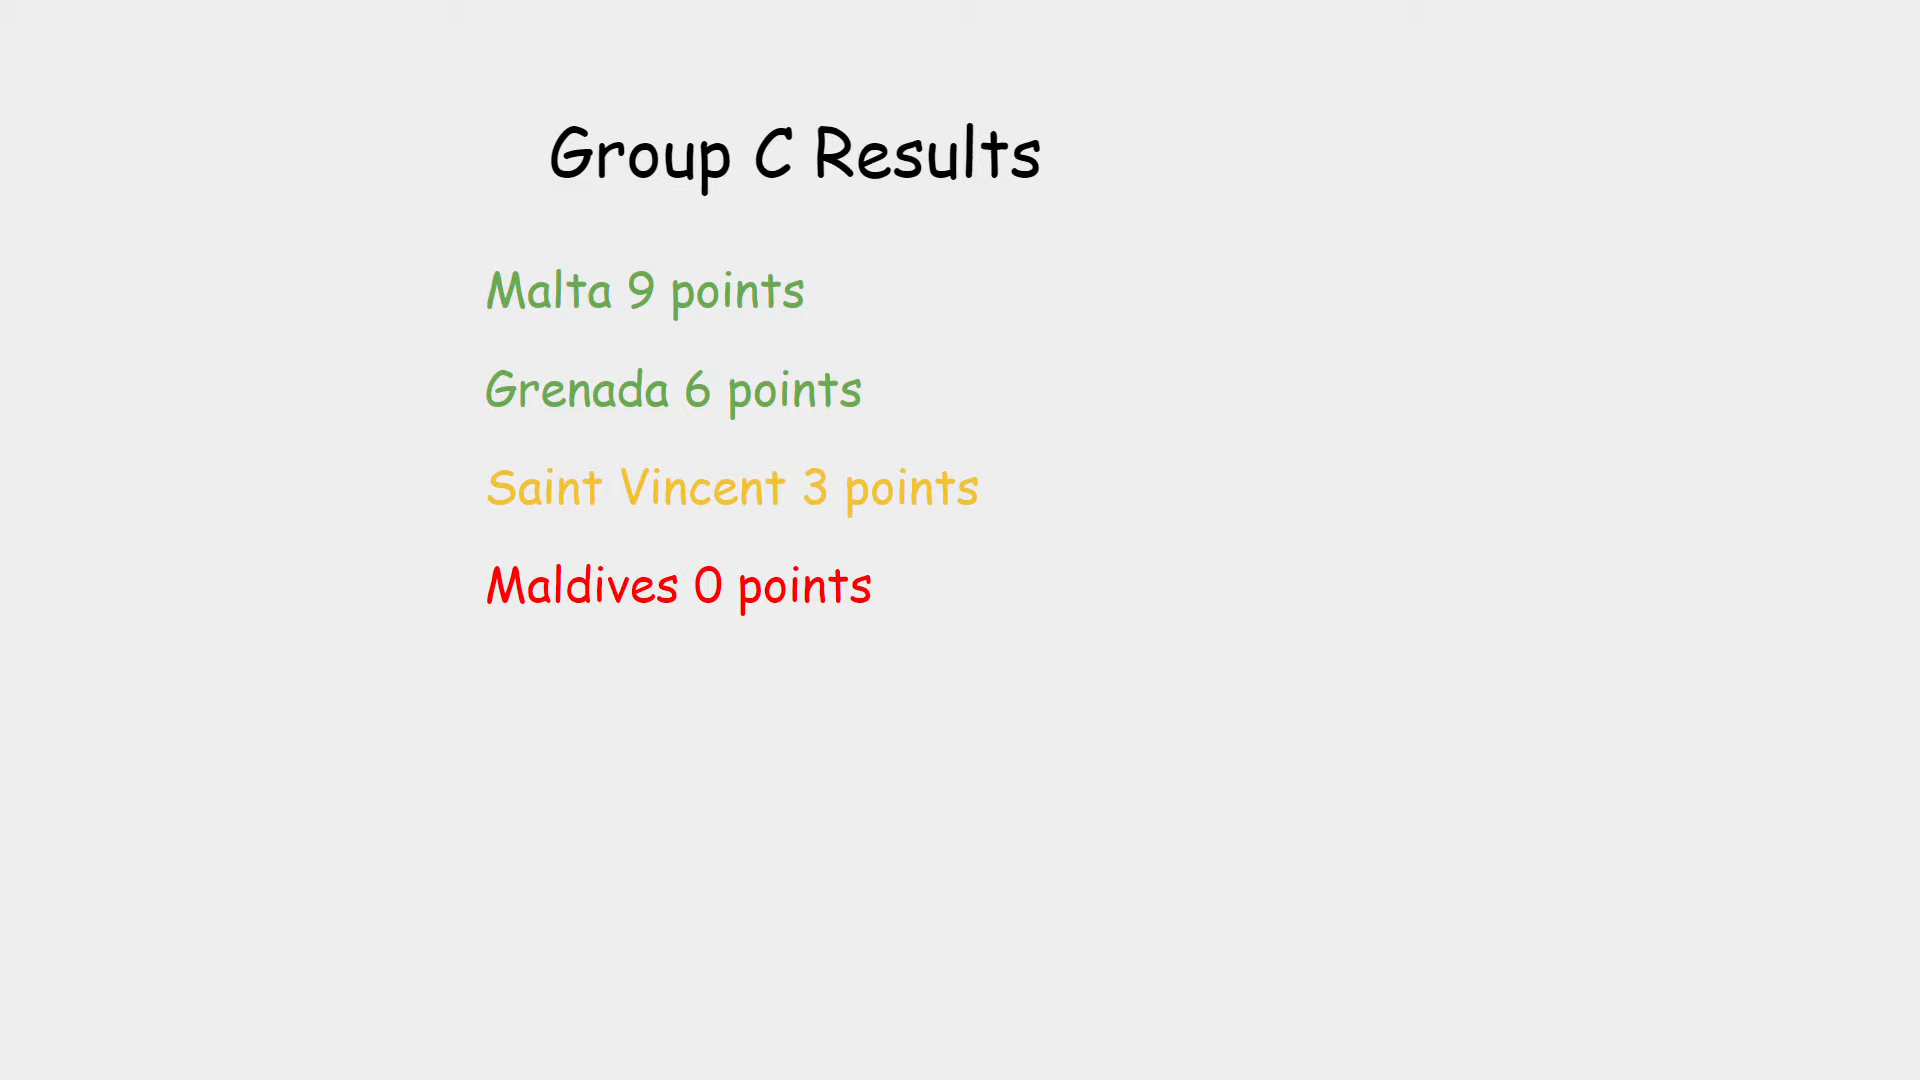 Group C Results
Malta 9 points
Grenada 6 points
Saint Vincent 3 points
Maldives 0 points